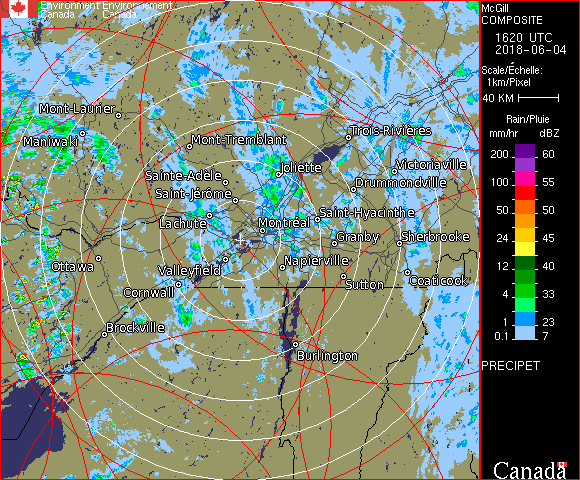 Environment Environnement
Canada Canada
Mont-Laurier
Maniwaki
Mont-Tremblant
Trois-Rivières
Sainte-Adèle
Joliette
Victoriaville
Saint-Jérôme
Drummondville
Lachute
Montréal
Saint-Hyacinthe
Granby
Sherbrooke
Ottawa
Valleyfield
Napierville
Cornwall
Sutton
Coaticook
Brockville
Burlington
McGill
COMPOSITE
1620 UTC
2018-06-04
Scale/Échelle:
1km/Pixel
40 KM
Rain/Pluie
mm/hr dBZ
200 60
100 55
50 50
24 45
12 40
4 33
1 23
0.1 7
PRECIPET
Canada